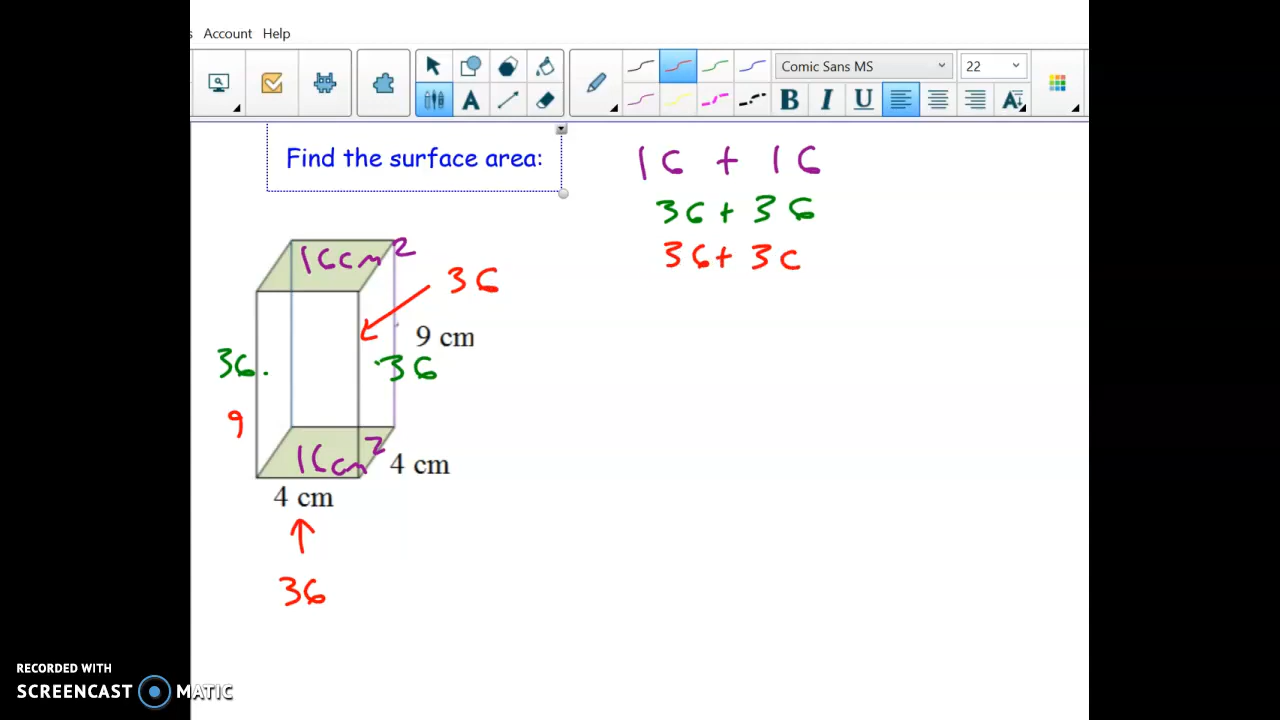 Account Help
Comic Sans MS 22
B I U A
Find the surface area:
16 + 16
36 + 36
36 + 3c
16cm²
36
9 cm
36.
36
9
16cm²
4 cm
4 cm
36
RECORDED WITH
SCREENCAST MATIC